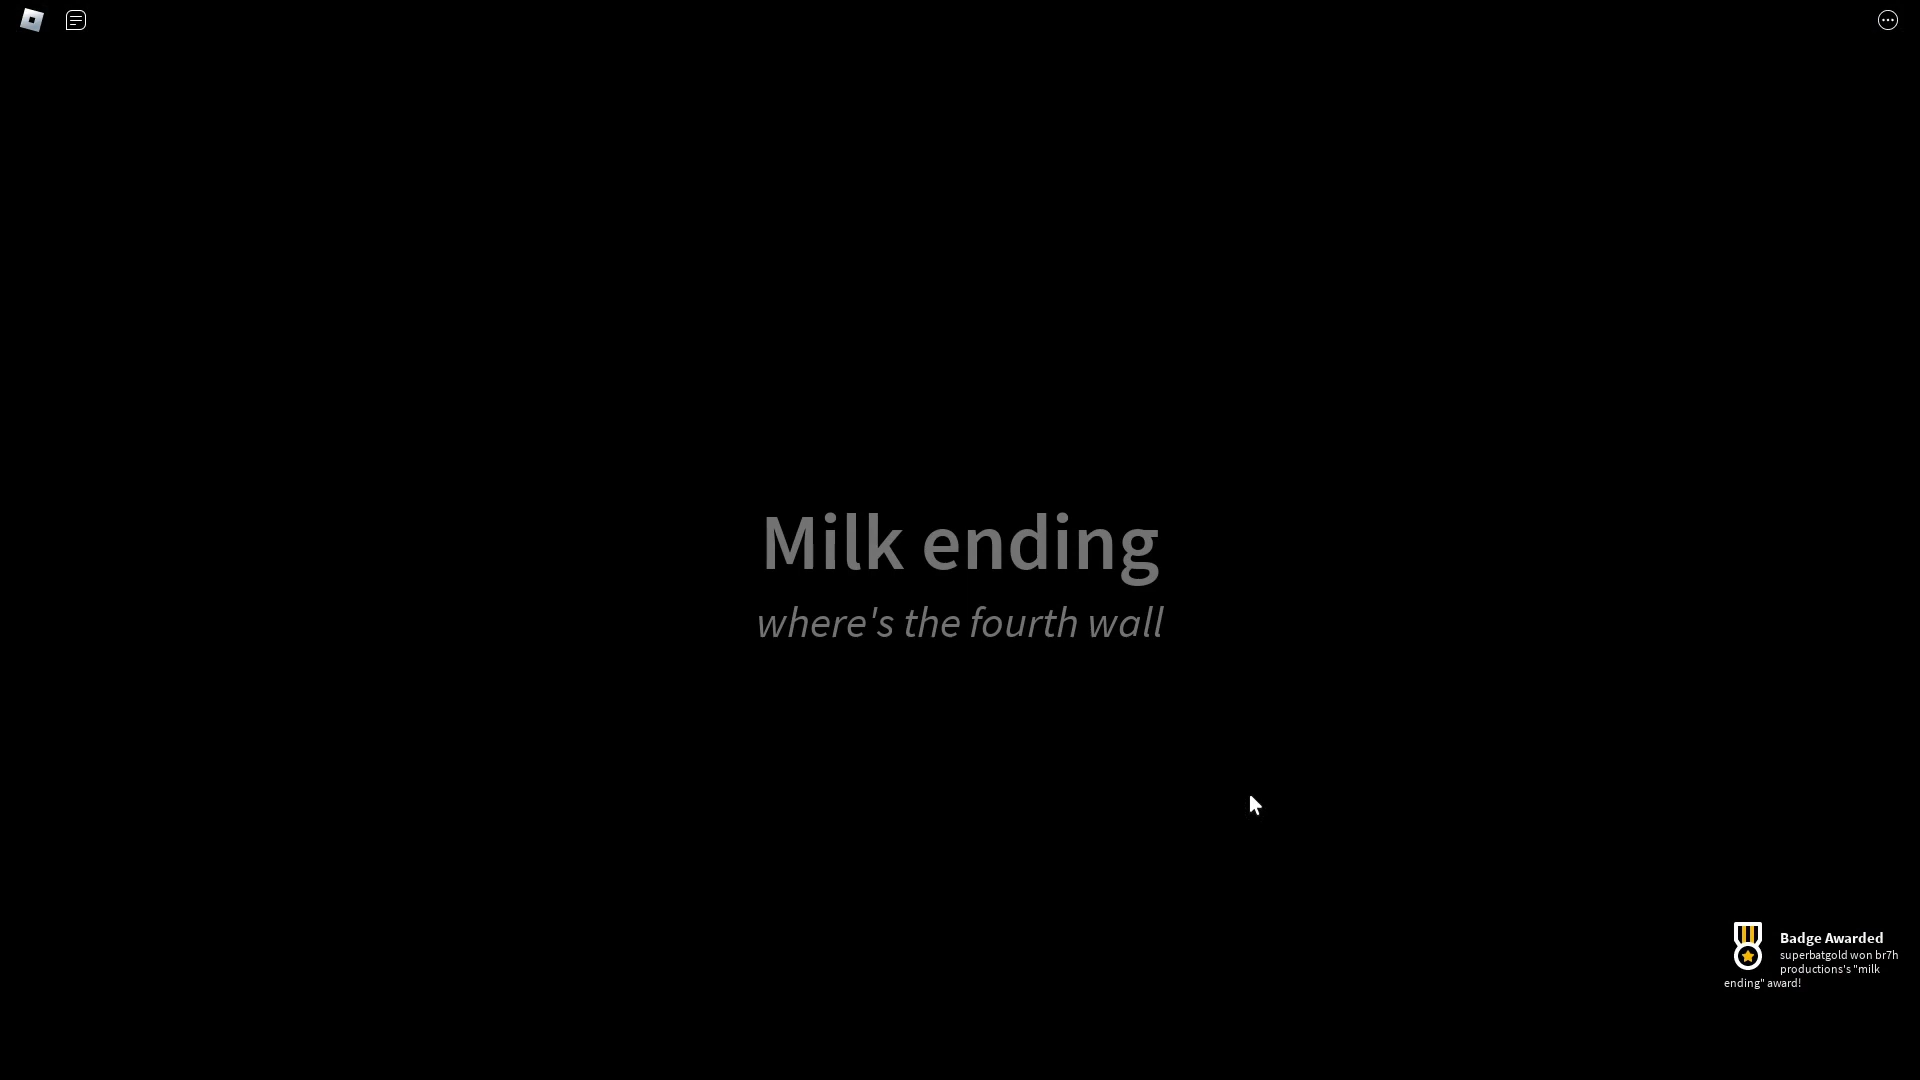 Milk ending
where's the fourth wall
Badge Awarded
superbatgold won br7h
productions's "milk
ending" award!